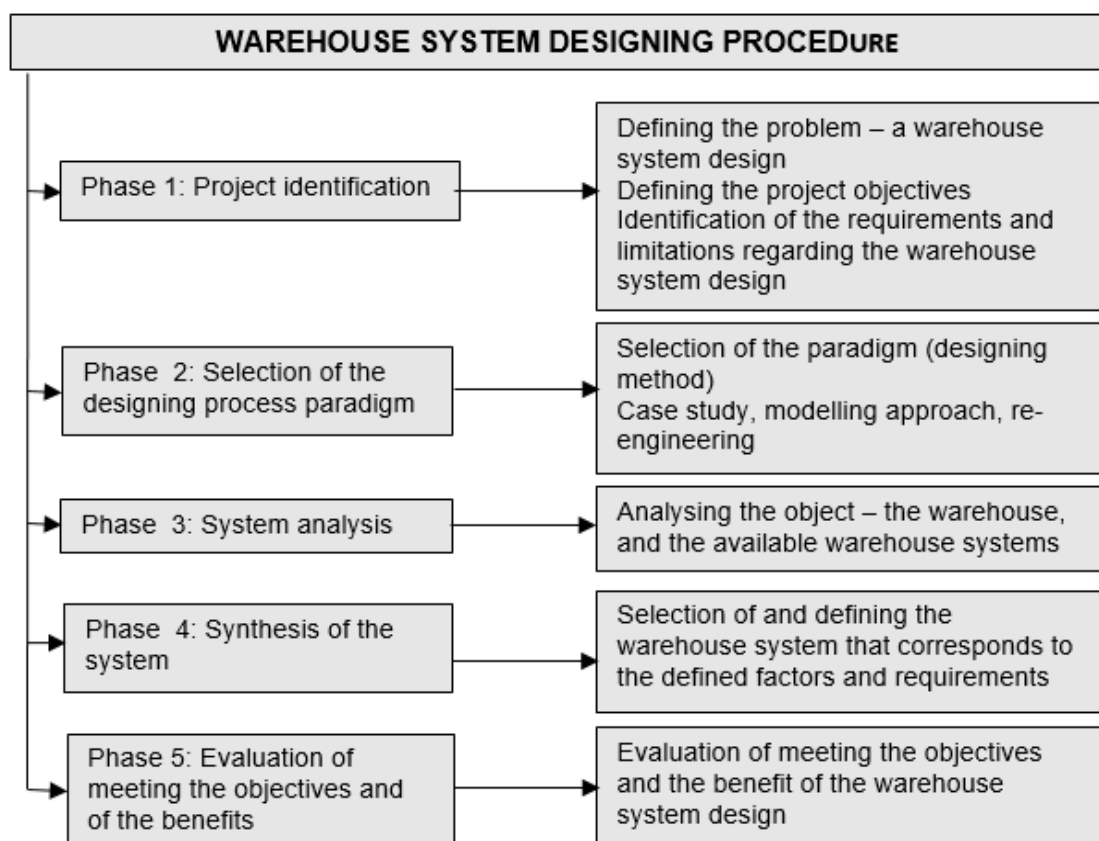 WAREHOUSE SYSTEM DESIGNING PROCEDURE
Phase 1: Project identification
Defining the problem – a warehouse
system design
Defining the project objectives
Identification of the requirements and
limitations regarding the warehouse
system design
Phase 2: Selection of the
designing process paradigm
Selection of the paradigm (designing
method)
Case study, modelling approach, re-
engineering
Phase 3: System analysis
Analysing the object – the warehouse,
and the available warehouse systems
Phase 4: Synthesis of the
system
Selection of and defining the
warehouse system that corresponds to
the defined factors and requirements
Phase 5: Evaluation of
meeting the objectives and
of the benefits
Evaluation of meeting the objectives
and the benefit of the warehouse
system design